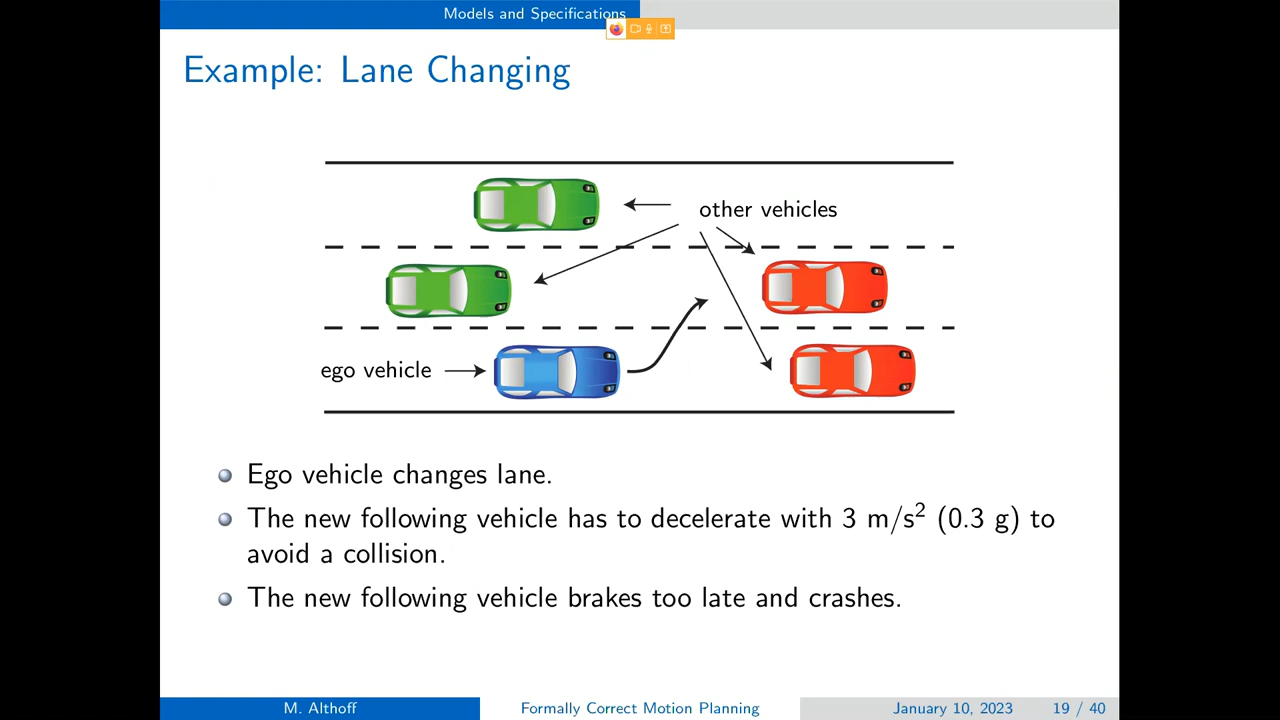 Models and Specifications
Example: Lane Changing
other vehicles
ego vehicle
Ego vehicle changes lane.
The new following vehicle has to decelerate with 3 m/s² (0.3 g) to
avoid a collision.
The new following vehicle brakes too late and crashes.
M. Althoff
Formally Correct Motion Planning
January 10, 2023
19 / 40